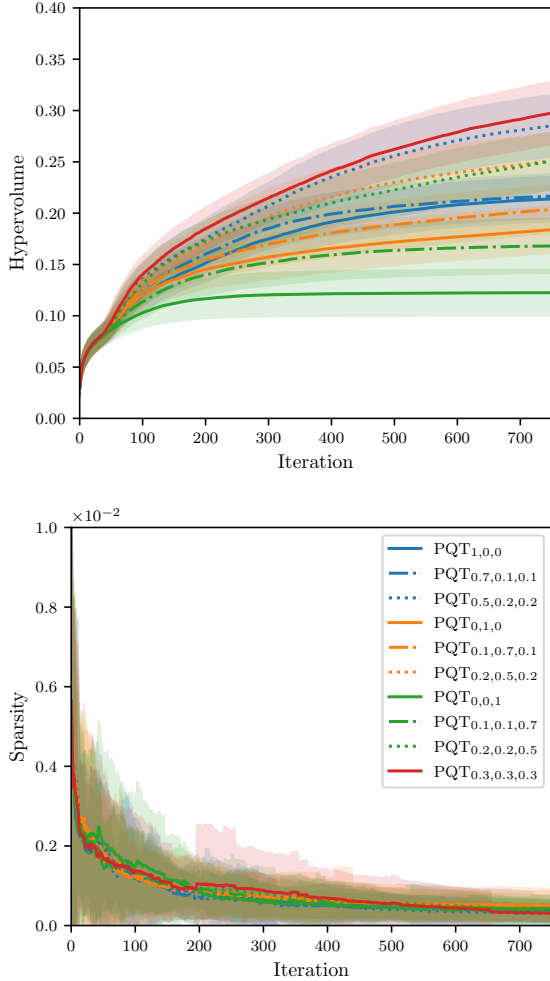 0.40
0.35
0.30
0.25
0.20
0.15
0.10
0.05
0.00
Hypervolume
0 100 200 300 400 500 600 700
Iteration
×10⁻²
1.0
0.8
0.6
0.4
0.2
0.0
Sparsity
PQT1,0,0
PQT0.7,0.1,0.1
PQT0.5,0.2,0.2
PQT0,1,0
PQT0.1,0.7,0.1
PQT0.2,0.5,0.2
PQT0,0,1
PQT0.1,0.1,0.7
PQT0.2,0.2,0.5
PQT0.3,0.3,0.3
0 100 200 300 400 500 600 700
Iteration